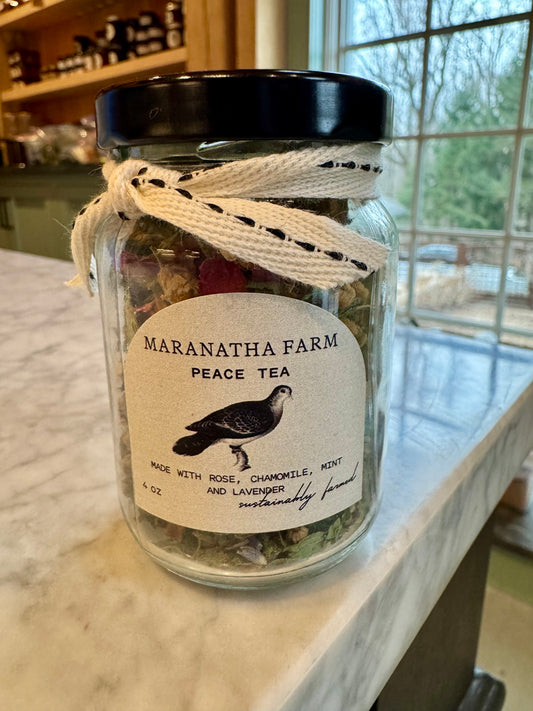 MARANATHA FARM
PEACE TEA
MADE WITH ROSE, CHAMOMILE, MINT
AND LAVENDER
4 OZ
sustainably farmed